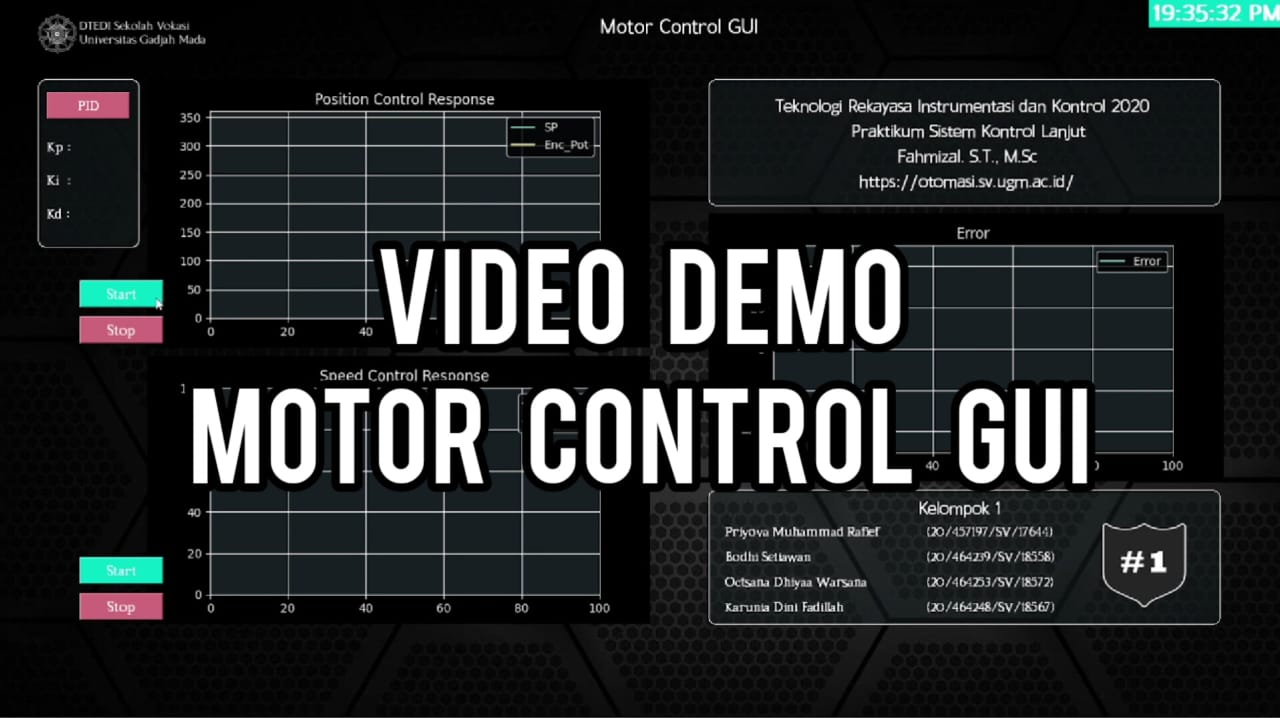 DTEDI Sekolah Vokasi
Universitas Gadjah Mada
Motor Control GUI
19:35:32 PM
PID
Kp :
Ki :
Kd :
Start
Stop
Position Control Response
SP
Enc_Pot
350
300
250
200
150
100
50
0
0 20 40
Teknologi Rekayasa Instrumentasi dan Kontrol 2020
Praktikum Sistem Kontrol Lanjut
Fahmizal. S.T., M.Sc
https://otomasi.sv.ugm.ac.id/
Error
Error
40 100
VIDEO DEMO
MOTOR CONTROL GUI
Speed Control Response
40
20
0
0 20 40 60 80 100
Start
Stop
Kelompok 1
Priyova Muhammad Rafief (20/457197/SV/17644)
Bodhi Setiawan (20/464239/SV/18558)
Octsana Dhiyaa Warsana (20/464253/SV/18572)
Karunia Dini Fadillah (20/464248/SV/18567)
#1